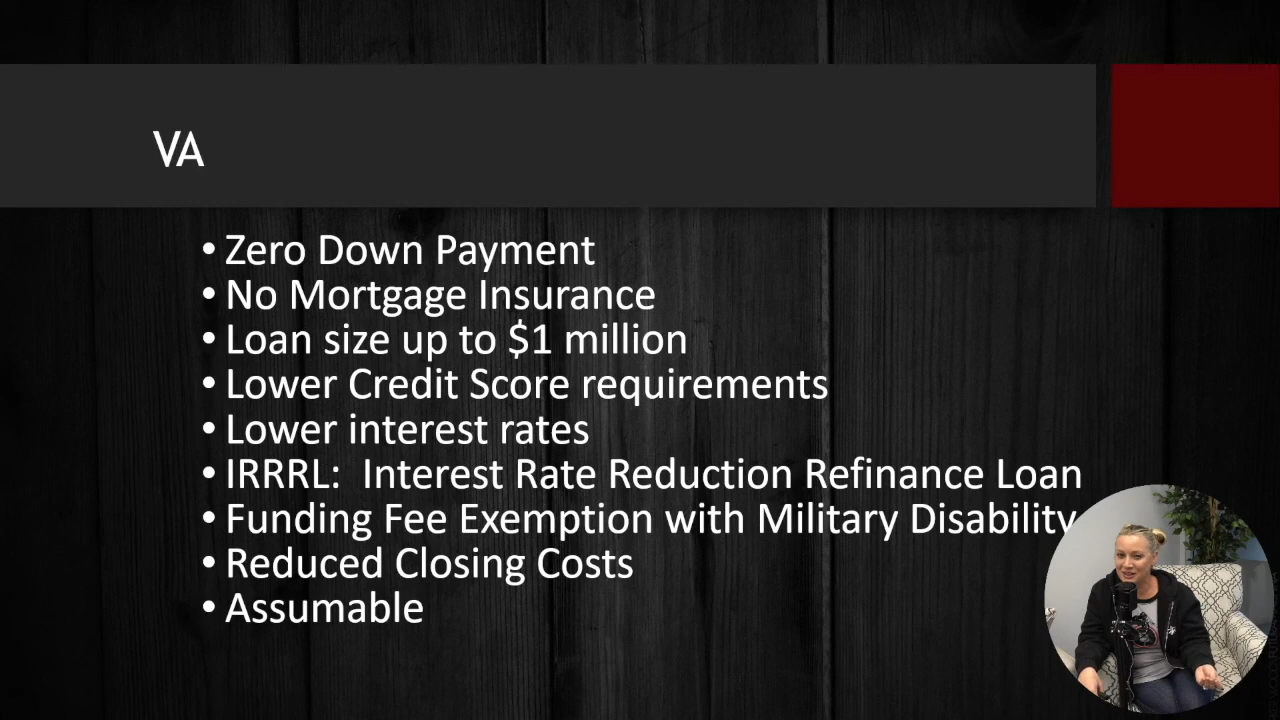 VA
• Zero Down Payment
• No Mortgage Insurance
• Loan size up to $1 million
• Lower Credit Score requirements
• Lower interest rates
• IRRRL:  Interest Rate Reduction Refinance Loan
• Funding Fee Exemption with Military Disability
• Reduced Closing Costs
• Assumable